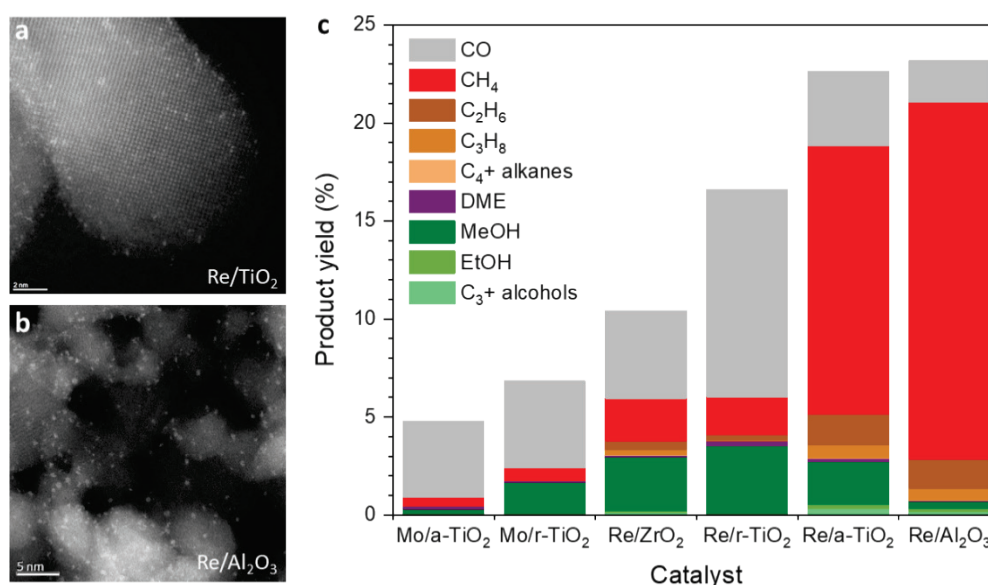 a
2 nm
Re/TiO₂
b
5 nm
Re/Al₂O₃
c
Product yield (%)
25
20
15
10
5
0
CO
CH₄
C₂H₆
C₃H₈
C₄+ alkanes
DME
MeOH
EtOH
C₃+ alcohols
Mo/a-TiO₂ Mo/r-TiO₂ Re/ZrO₂ Re/r-TiO₂ Re/a-TiO₂ Re/Al₂O₃
Catalyst